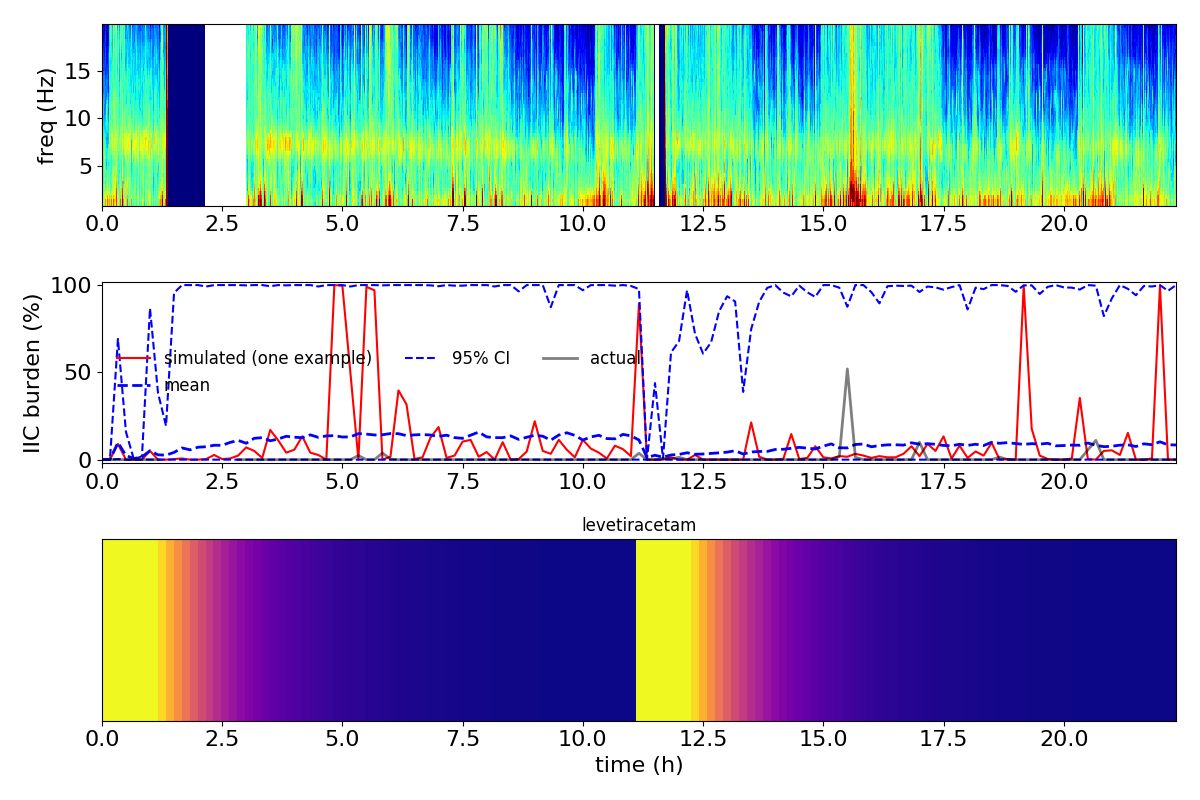 freq (Hz)
15
10
5
0.0 2.5 5.0 7.5 10.0 12.5 15.0 17.5 20.0
IIC burden (%)
100
50
0
simulated (one example) 95% CI actual
mean
0.0 2.5 5.0 7.5 10.0 12.5 15.0 17.5 20.0
levetiracetam
0.0 2.5 5.0 7.5 10.0 12.5 15.0 17.5 20.0
time (h)